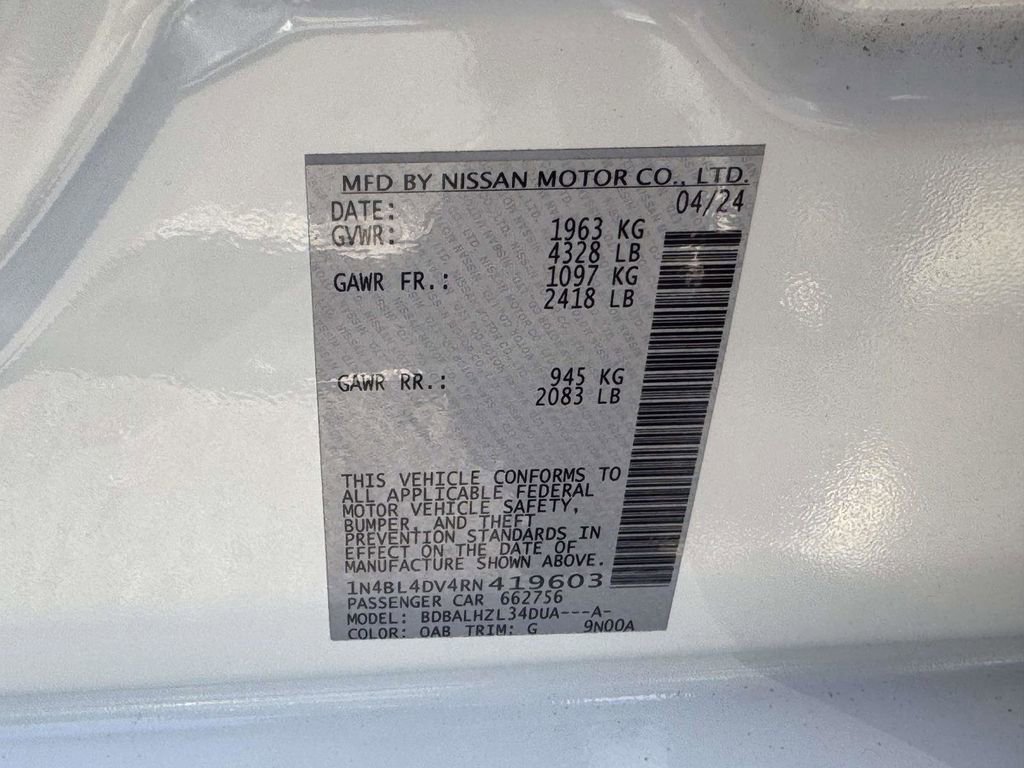 MFD BY NISSAN MOTOR CO., LTD.
DATE: 04/24
GVWR: 1963 KG
4328 LB
GAWR FR.: 1097 KG
2418 LB
GAWR RR.: 945 KG
2083 LB
THIS VEHICLE CONFORMS TO
ALL APPLICABLE FEDERAL
MOTOR VEHICLE SAFETY,
BUMPER, AND THEFT
PREVENTION STANDARDS IN
EFFECT ON THE DATE OF
MANUFACTURE SHOWN ABOVE.
1N4BL4DV4RN419603
PASSENGER CAR 662756
MODEL: BDBALHZL34DUA---A-
COLOR: QAB TRIM: G 9N00A